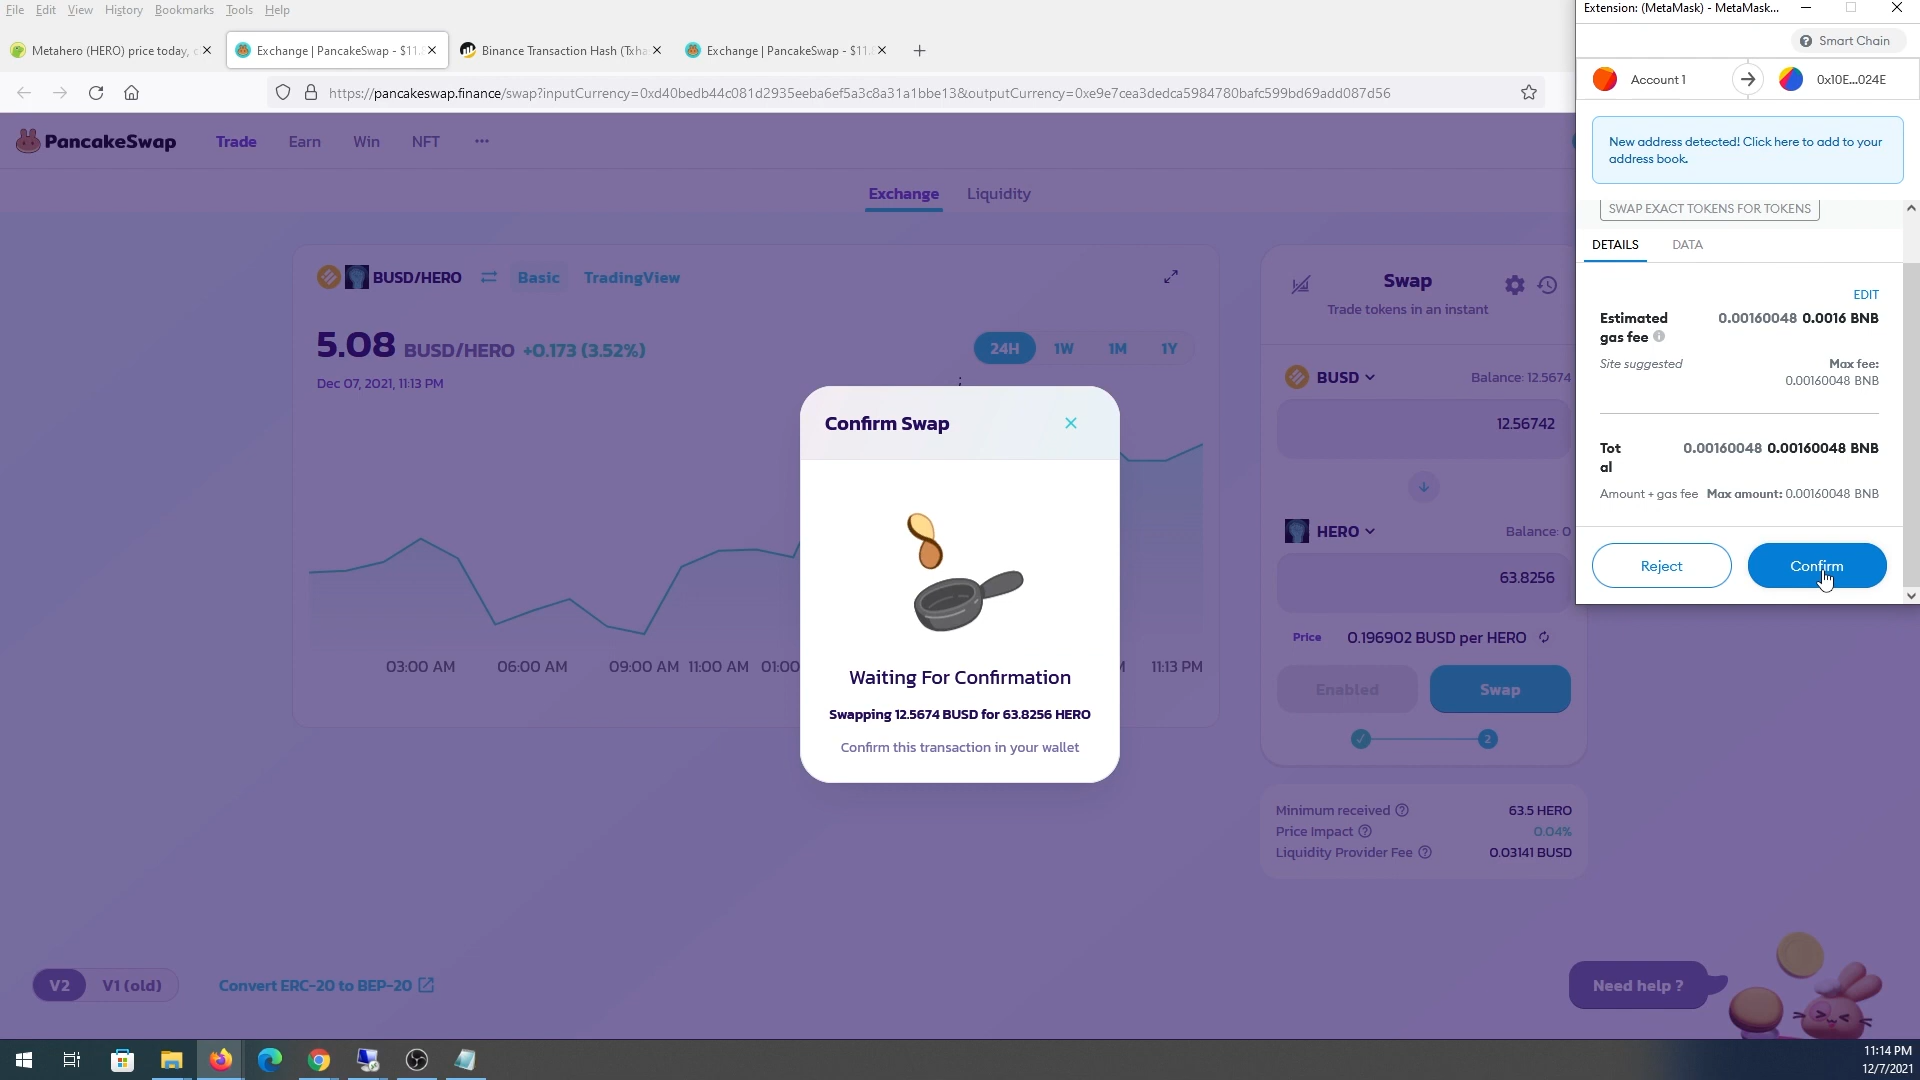 File Edit View History Bookmarks Tools Help
Extension: (MetaMask) - MetaMask...
Metahero (HERO) price today,
Exchange | PancakeSwap - $11.
Binance Transaction Hash (Txha
Exchange | PancakeSwap - $11.
https://pancakeswap.finance/swap?inputCurrency=0xd40bedb44c081d2935eeba6ef5a3c8a31a1bbe13&outputCurrency=0xe9e7cea3dedca5984780bafc599bd69add087d56
PancakeSwap
Trade
Earn
Win
NFT
Exchange
Liquidity
BUSD/HERO
Basic
TradingView
5.08 BUSD/HERO +0.173 (3.52%)
Dec 07, 2021, 11:13 PM
24H
1W
1M
1Y
03:00 AM
06:00 AM
09:00 AM
11:00 AM
01:00
11:13 PM
Swap
Trade tokens in an instant
BUSD
Balance: 12.5674
12.56742
HERO
Balance: 0
63.8256
Price
0.196902 BUSD per HERO
Enabled
Swap
2
Minimum received
63.5 HERO
Price Impact
0.04%
Liquidity Provider Fee
0.03141 BUSD
Confirm Swap
Waiting For Confirmation
Swapping 12.5674 BUSD for 63.8256 HERO
Confirm this transaction in your wallet
Smart Chain
Account 1
0x10E...024E
New address detected! Click here to add to your
address book.
SWAP EXACT TOKENS FOR TOKENS
DETAILS
DATA
EDIT
Estimated
gas fee
0.00160048 0.0016 BNB
Site suggested
Max fee:
0.00160048 BNB
Tot
al
0.00160048 0.00160048 BNB
Amount + gas fee Max amount: 0.00160048 BNB
Reject
Confirm
V2
V1 (old)
Convert ERC-20 to BEP-20
Need help ?
11:14 PM
12/7/2021